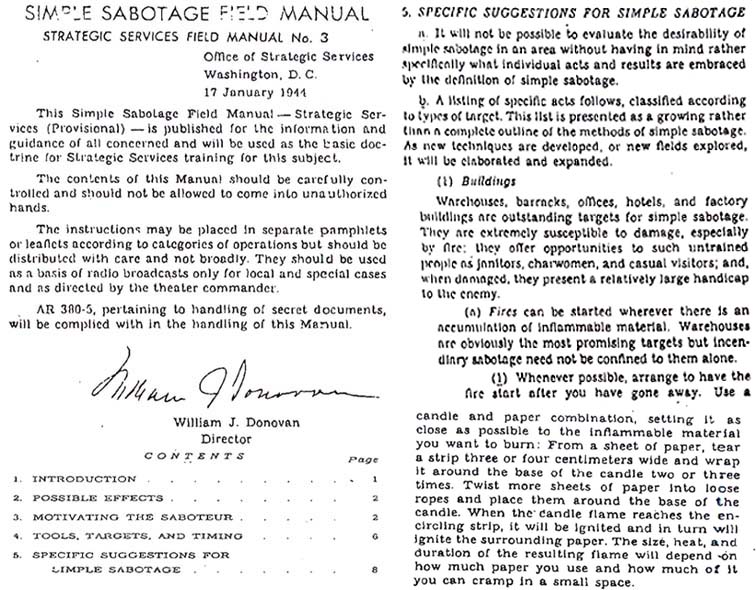 SIMPLE SABOTAGE FIELD MANUAL
STRATEGIC SERVICES FIELD MANUAL No. 3
Office of Strategic Services
Washington, D. C.
17 January 1944
This Simple Sabotage Field Manual — Strategic Ser-
vices (Provisional) — is published for the information and
guidance of all concerned and will be used as the basic doc-
trine for Strategic Services training for this subject.
The contents of this Manual should be carefully con-
trolled and should not be allowed to come into unauthorized
hands.
The instructions may be placed in separate pamphlets
or leaflets according to categories of operations but should be
distributed with care and not broadly. They should be used
as a basis of radio broadcasts only for local and special cases
and as directed by the theater commander.
AR 380-5, pertaining to handling of secret documents,
will be complied with in the handling of this Manual.
William J Donovan
William J. Donovan
Director
CONTENTS
Page
1. INTRODUCTION . . . . . . . . . . . 1
2. POSSIBLE EFFECTS . . . . . . . . . . 2
3. MOTIVATING THE SABOTEUR . . . . . . . 2
4. TOOLS, TARGETS, AND TIMING . . . . . . 6
5. SPECIFIC SUGGESTIONS FOR
SIMPLE SABOTAGE . . . . . . . . . . 8
5. SPECIFIC SUGGESTIONS FOR SIMPLE SABOTAGE
a. It will not be possible to evaluate the desirability of
simple sabotage in an area without having in mind rather
specifically what individual acts and results are embraced
by the definition of simple sabotage.
b. A listing of specific acts follows, classified according
to types of target. This list is presented as a growing rather
than a complete outline of the methods of simple sabotage.
As new techniques are developed, or new fields explored,
it will be elaborated and expanded.
(1) Buildings
Warehouses, barracks, offices, hotels, and factory
buildings are outstanding targets for simple sabotage.
They are extremely susceptible to damage, especially
by fire; they offer opportunities to such untrained
people as janitors, charwomen, and casual visitors; and,
when damaged, they present a relatively large handicap
to the enemy.
(a) Fires can be started wherever there is an
accumulation of inflammable material. Warehouses
are obviously the most promising targets but incen-
diary sabotage need not be confined to them alone.
(1) Whenever possible, arrange to have the
fire start after you have gone away. Use a
candle and paper combination, setting it as
close as possible to the inflammable material
you want to burn: From a sheet of paper, tear
a strip three or four centimeters wide and wrap
it around the base of the candle two or three
times. Twist more sheets of paper into loose
ropes and place them around the base of the
candle. When the candle flame reaches the en-
circling strip, it will be ignited and in turn will
ignite the surrounding paper. The size, heat, and
duration of the resulting flame will depend on
how much paper you use and how much of it
you can cramp in a small space.